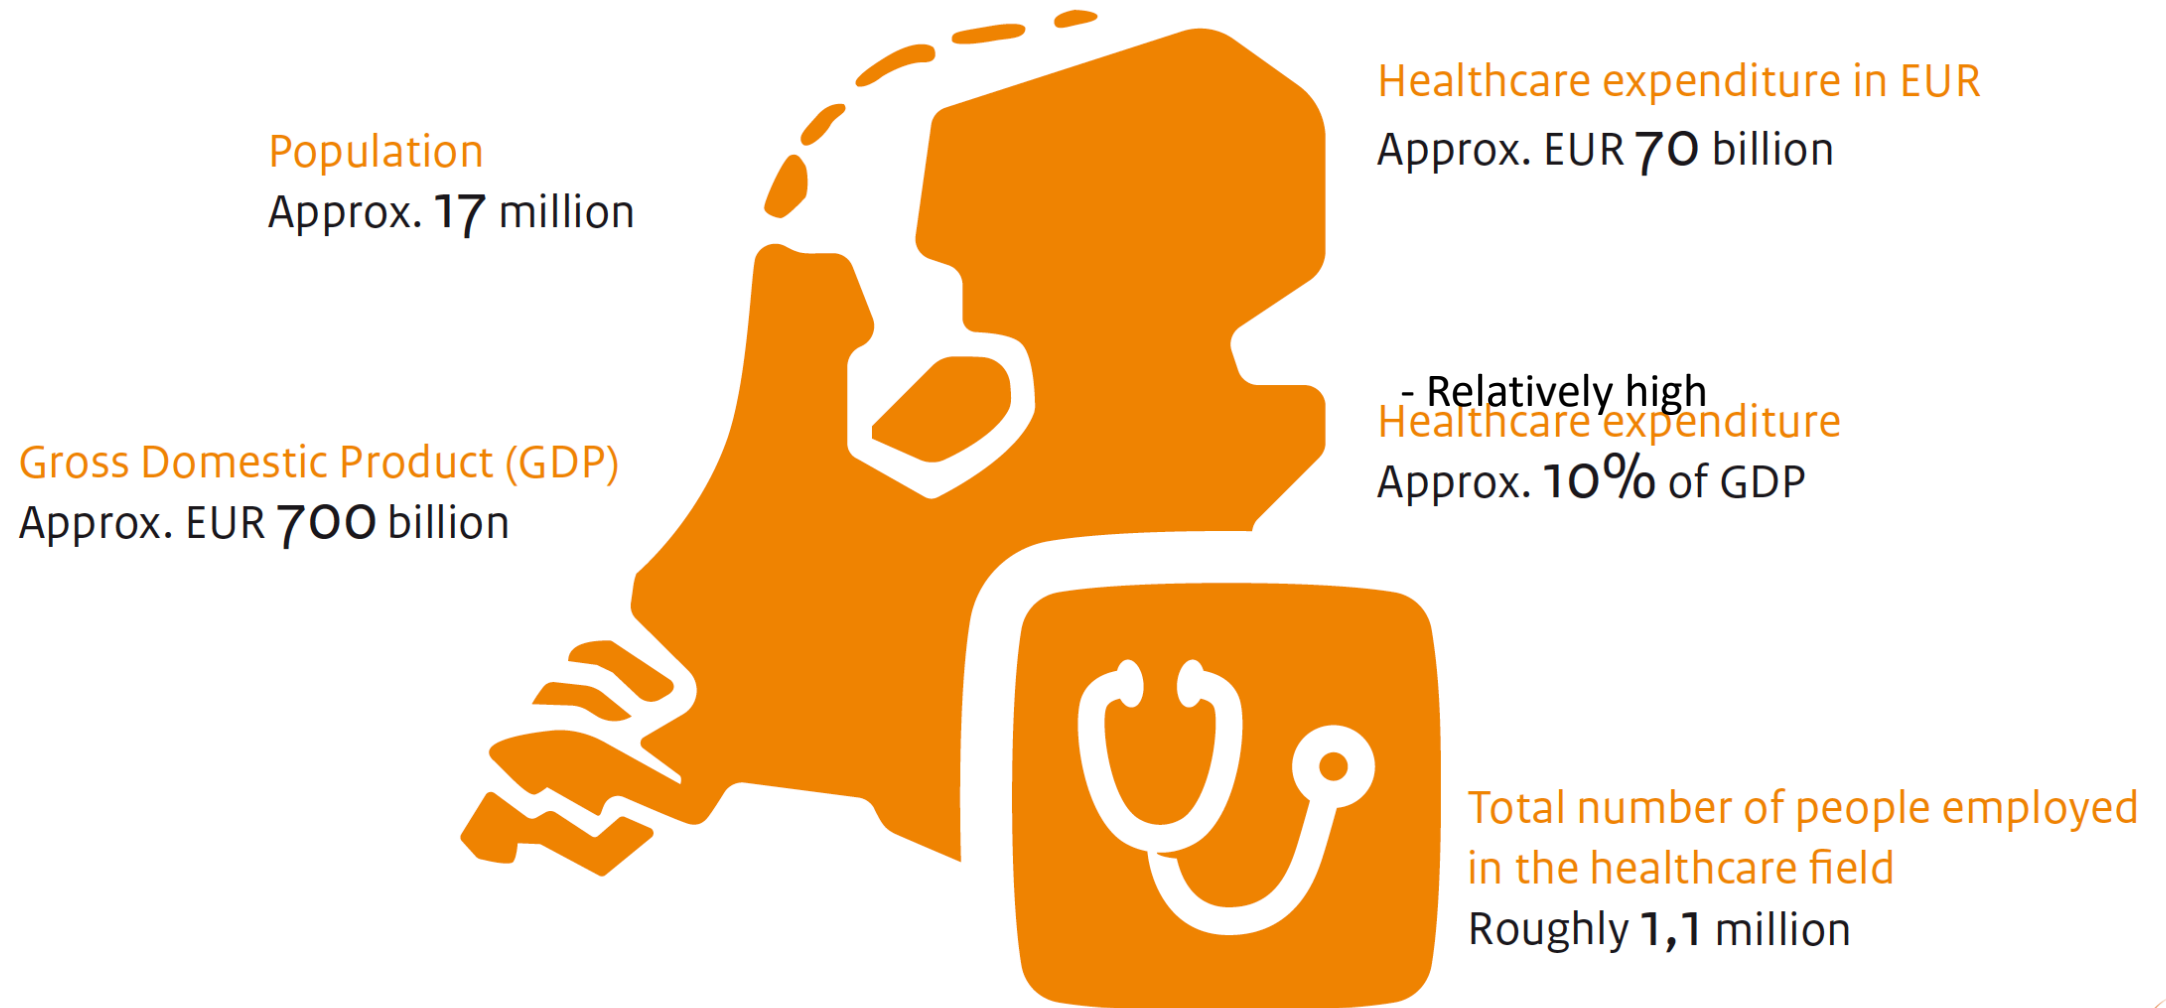 Population
Approx. 17 million
Gross Domestic Product (GDP)
Approx. EUR 700 billion
Healthcare expenditure in EUR
Approx. EUR 70 billion
- Relatively high
Healthcare expenditure
Approx. 10% of GDP
Total number of people employed
in the healthcare field
Roughly 1,1 million